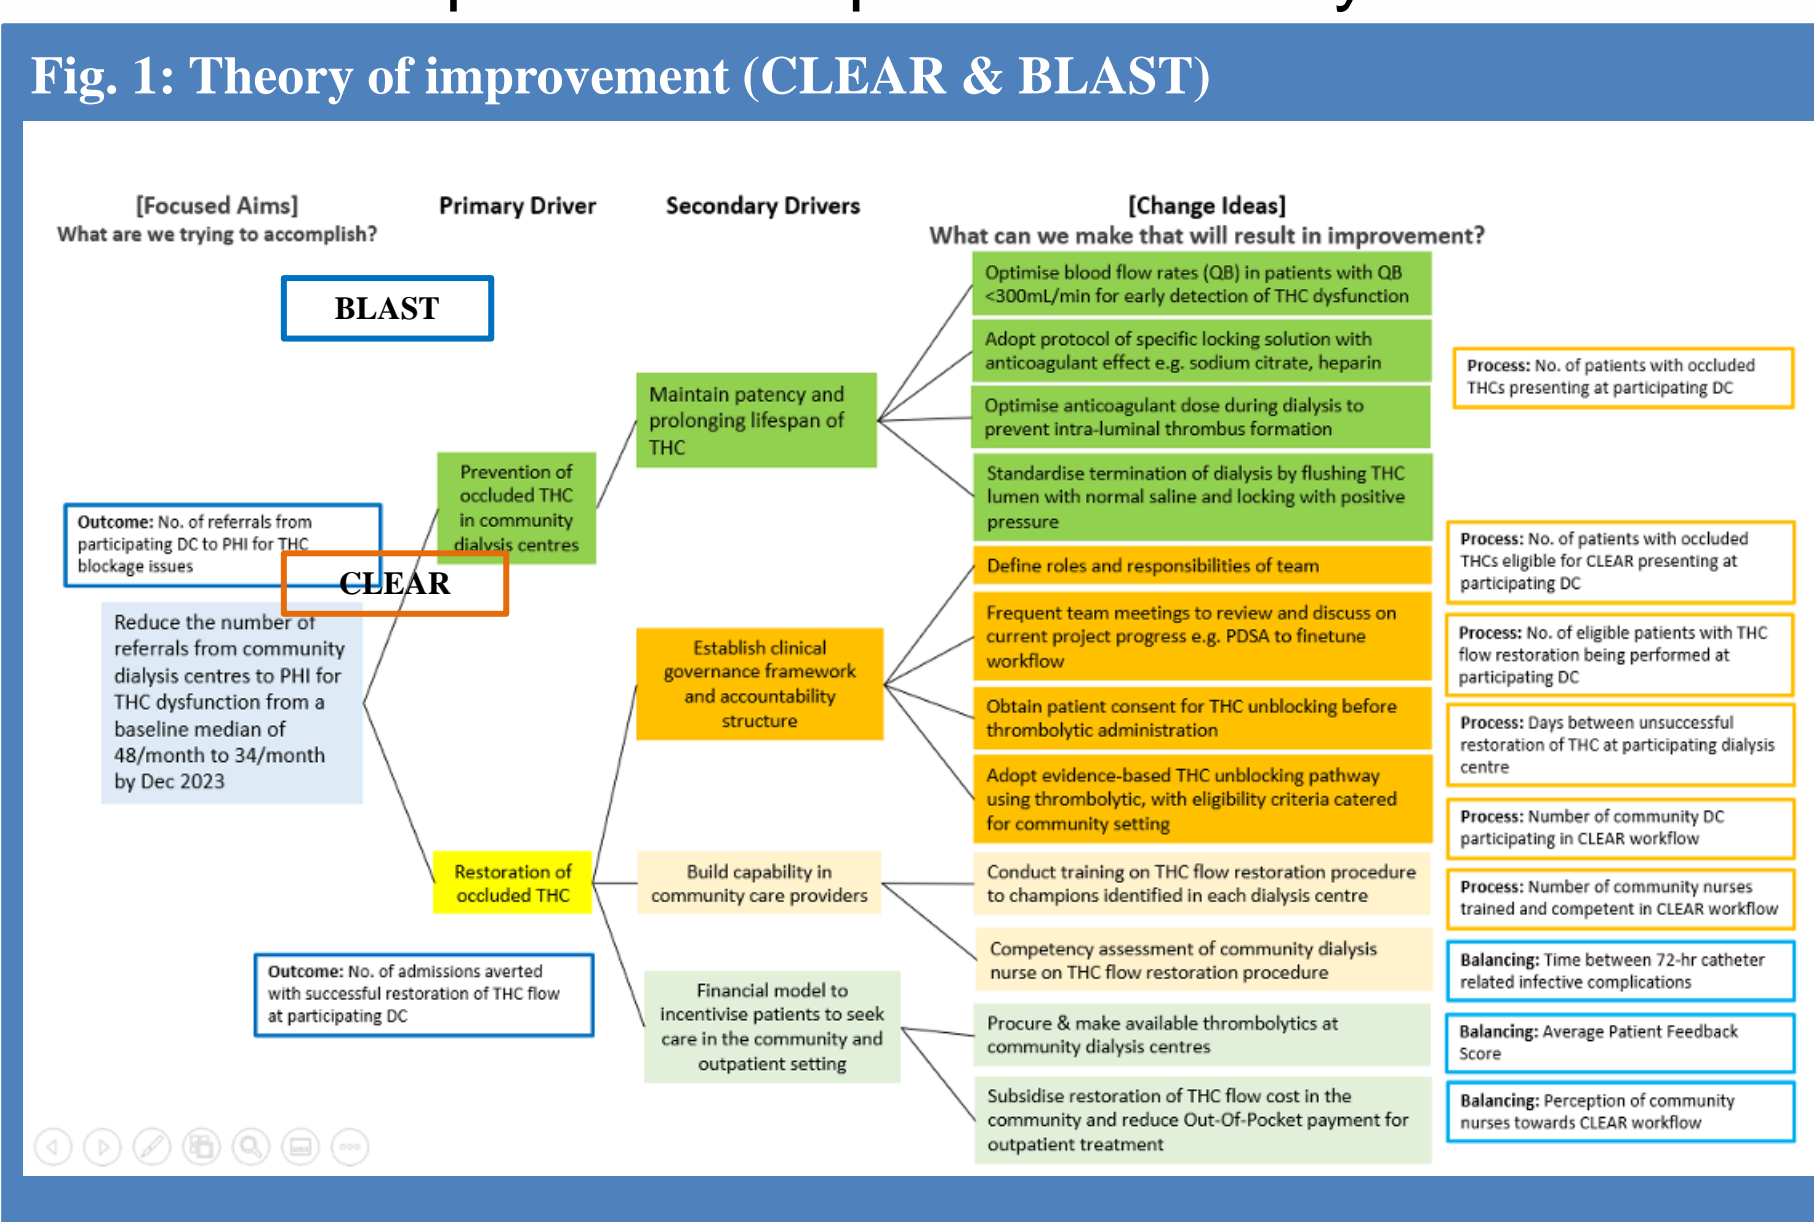 Fig. 1: Theory of improvement (CLEAR & BLAST)
[Focused Aims]
What are we trying to accomplish?
Primary Driver
Secondary Drivers
[Change Ideas]
What can we make that will result in improvement?
BLAST
Outcome: No. of referrals from
participating DC to PHI for THC
blockage issues
CLEAR
Reduce the number of
referrals from community
dialysis centres to PHI for
THC dysfunction from a
baseline median of
48/month to 34/month
by Dec 2023
Outcome: No. of admissions averted
with successful restoration of THC flow
at participating DC
Prevention of
occluded THC
in community
dialysis centres
Restoration of
occluded THC
Maintain patency and
prolonging lifespan of
THC
Establish clinical
governance framework
and accountability
structure
Build capability in
community care providers
Financial model to
incentivise patients to seek
care in the community and
outpatient setting
Optimise blood flow rates (QB) in patients with QB
<300mL/min for early detection of THC dysfunction
Adopt protocol of specific locking solution with
anticoagulant effect e.g. sodium citrate, heparin
Optimise anticoagulant dose during dialysis to
prevent intra-luminal thrombus formation
Standardise termination of dialysis by flushing THC
lumen with normal saline and locking with positive
pressure
Define roles and responsibilities of team
Frequent team meetings to review and discuss on
current project progress e.g. PDSA to finetune
workflow
Obtain patient consent for THC unblocking before
thrombolytic administration
Adopt evidence-based THC unblocking pathway
using thrombolytic, with eligibility criteria catered
for community setting
Conduct training on THC flow restoration procedure
to champions identified in each dialysis centre
Competency assessment of community dialysis
nurse on THC flow restoration procedure
Procure & make available thrombolytics at
community dialysis centres
Subsidise restoration of THC flow cost in the
community and reduce Out-Of-Pocket payment for
outpatient treatment
Process: No. of patients with occluded
THCs presenting at participating DC
Process: No. of patients with occluded
THCs eligible for CLEAR presenting at
participating DC
Process: No. of eligible patients with THC
flow restoration being performed at
participating DC
Process: Days between unsuccessful
restoration of THC at participating dialysis
centre
Process: Number of community DC
participating in CLEAR workflow
Process: Number of community nurses
trained and competent in CLEAR workflow
Balancing: Time between 72-hr catheter
related infective complications
Balancing: Average Patient Feedback
Score
Balancing: Perception of community
nurses towards CLEAR workflow